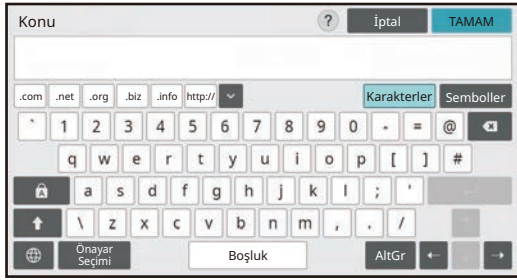 Konu ? İptal TAMAM
.com .net .org .biz .info http:// Karakterler Semboller
` 1 2 3 4 5 6 7 8 9 0 - = @
q w e r t y u i o p [ ] #
a s d f g h j k l ; '
\ z x c v b n m , . /
Önayar Seçimi Boşluk AltGr